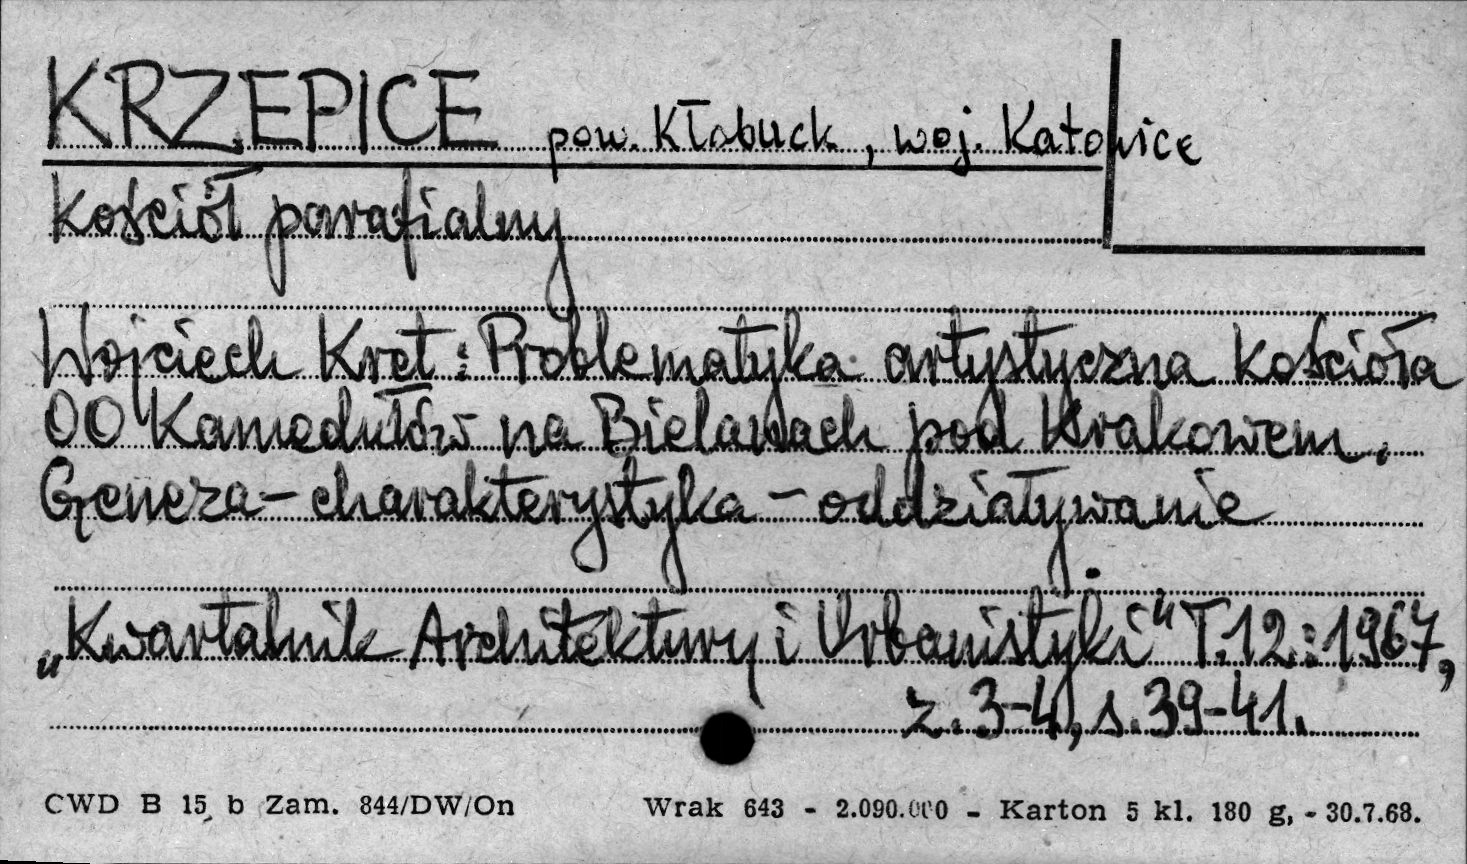 KRZEPICE pow. Kłobuck, woj. Katowice
Kościół parafialny
Wojciech Kret: Problematyka artystyczna kościoła
OO Kamedułów na Bielanach pod Krakowem.
Geneza – charakterystyka – oddziaływanie
„Kwartalnik Architektury i Urbanistyki" T.12:1967,
z.3-4, s.39-41.
CWD B 15 b Zam. 844/DW/On Wrak 643 - 2.090.000 - Karton 5 kl. 180 g, - 30.7.68.